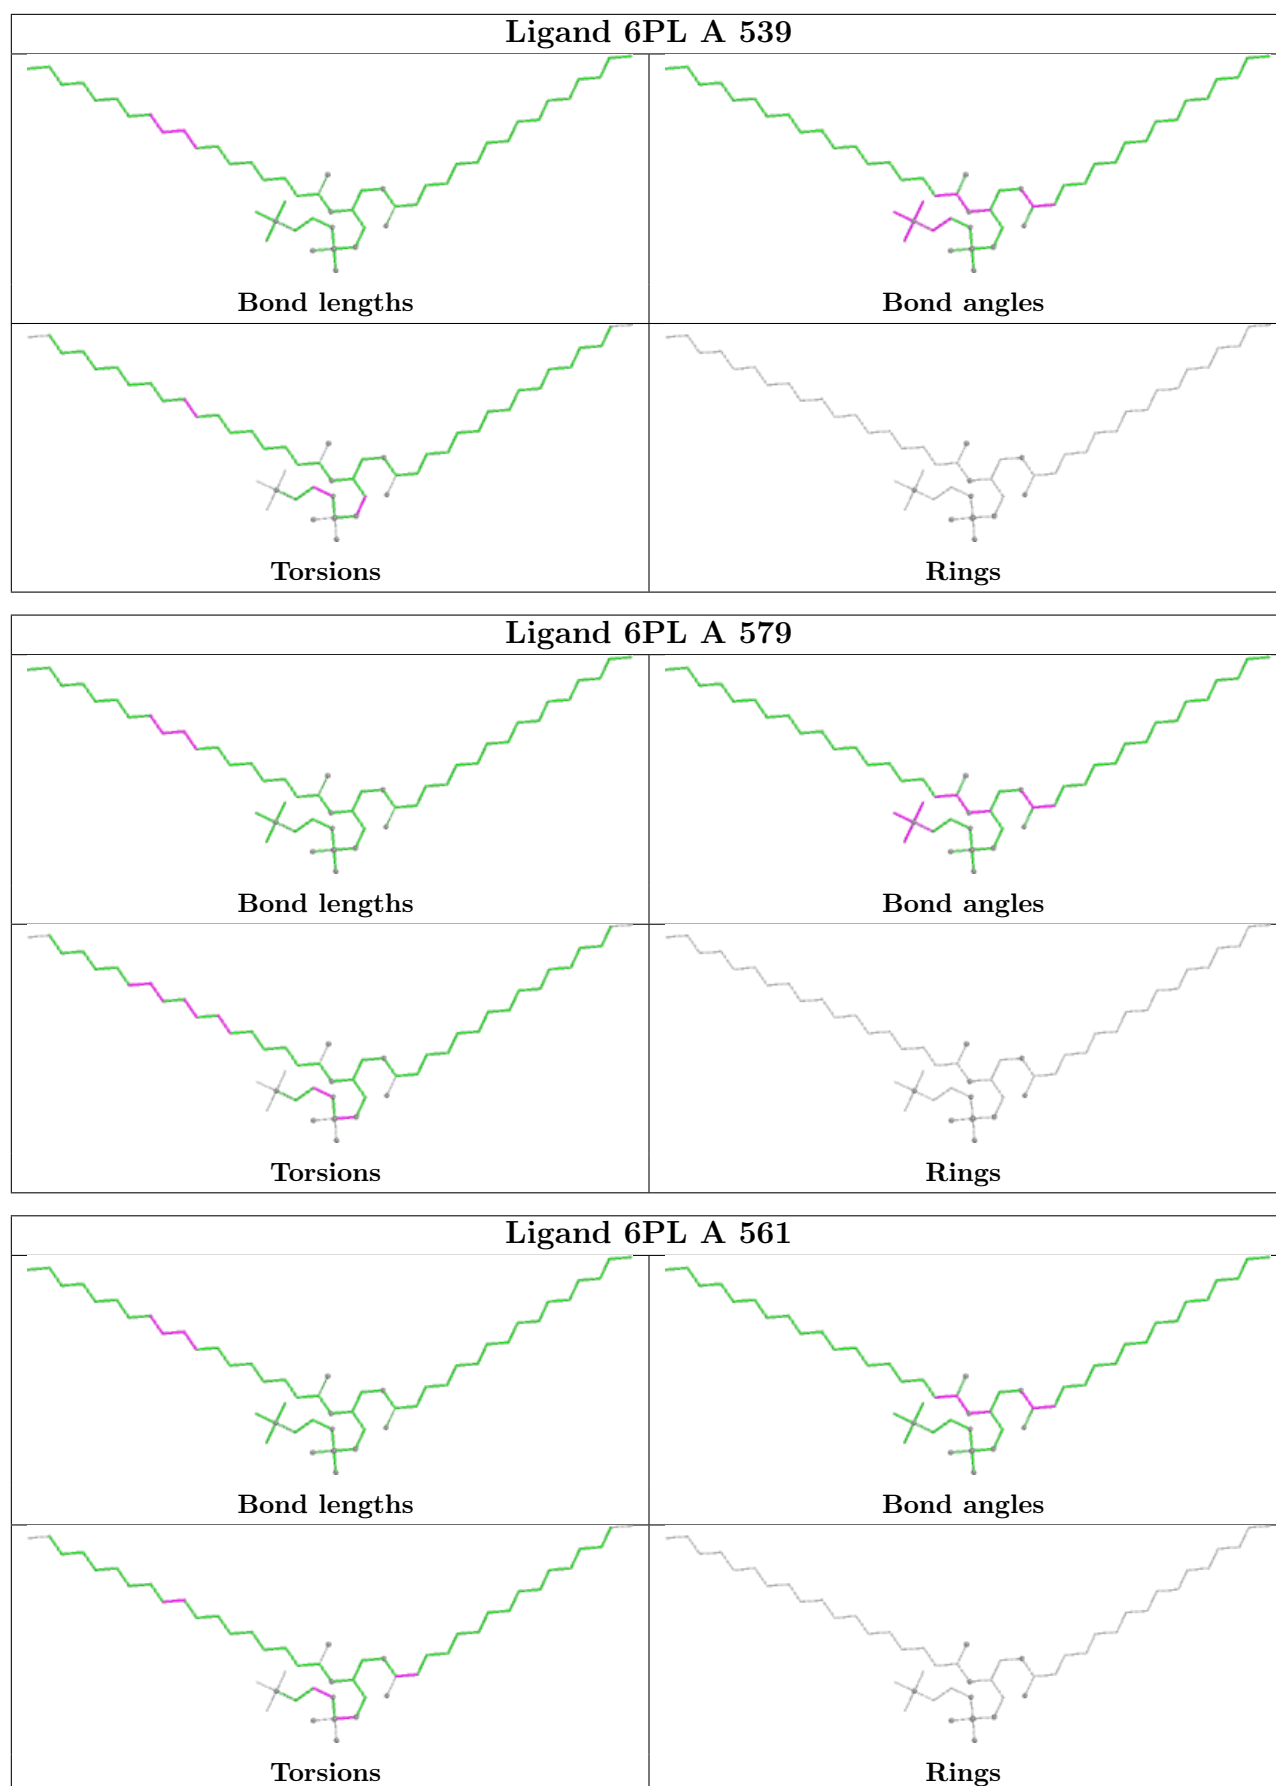 Ligand 6PL A 539
Bond lengths
Bond angles
Torsions
Rings
Ligand 6PL A 579
Bond lengths
Bond angles
Torsions
Rings
Ligand 6PL A 561
Bond lengths
Bond angles
Torsions
Rings